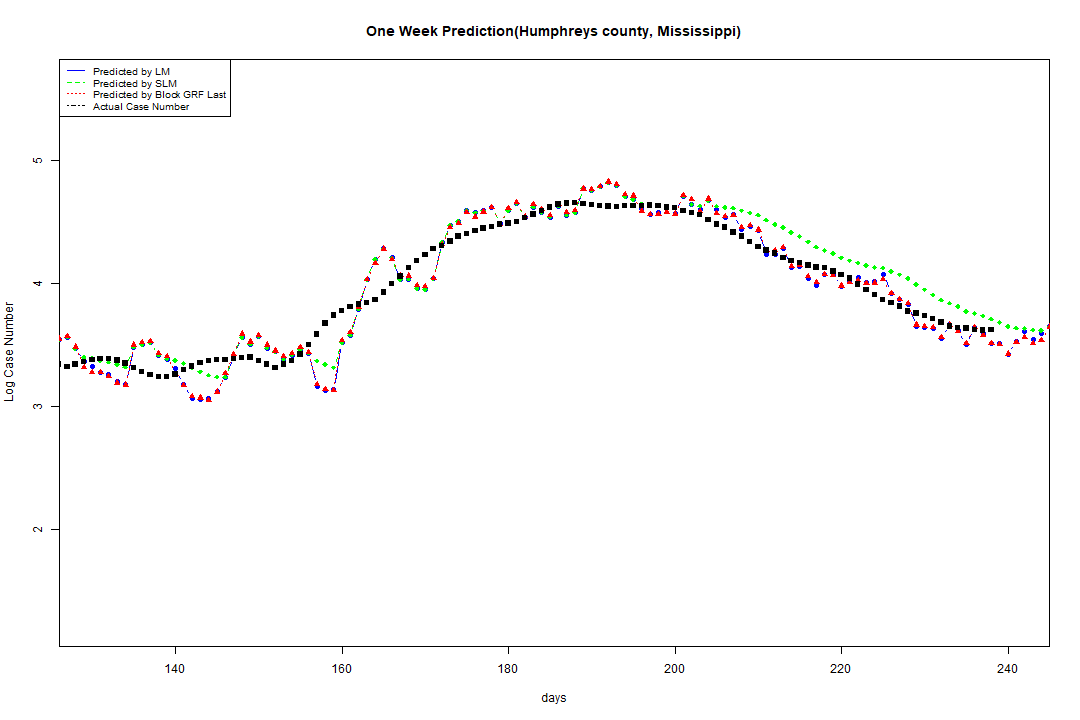 One Week Prediction(Humphreys county, Mississippi)
Predicted by LM
Predicted by SLM
Predicted by Block GRF Last
Actual Case Number
5
4
3
2
Log Case Number
140 160 180 200 220 240
days